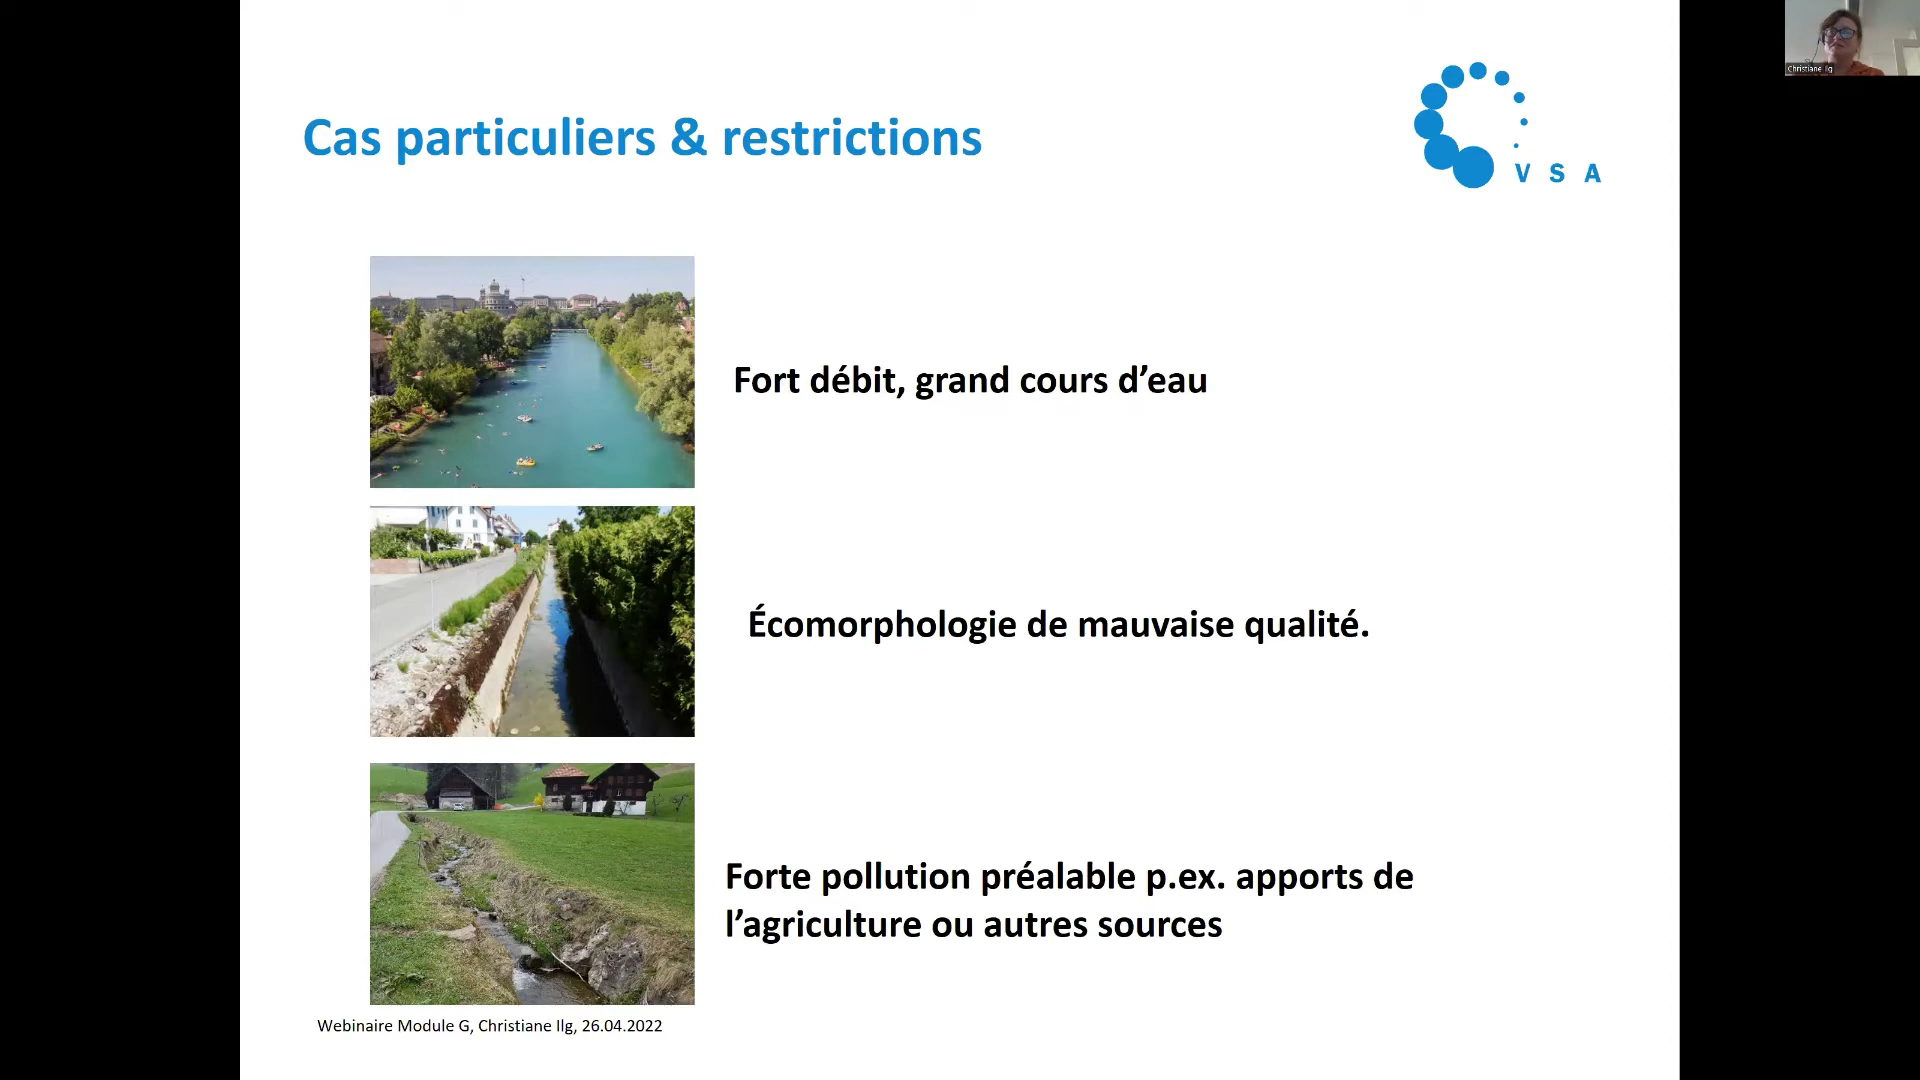 Cas particuliers & restrictions
V S A
Christiane Ilg
Fort débit, grand cours d’eau
Écomorphologie de mauvaise qualité.
Forte pollution préalable p.ex. apports de
l’agriculture ou autres sources
Webinaire Module G, Christiane Ilg, 26.04.2022